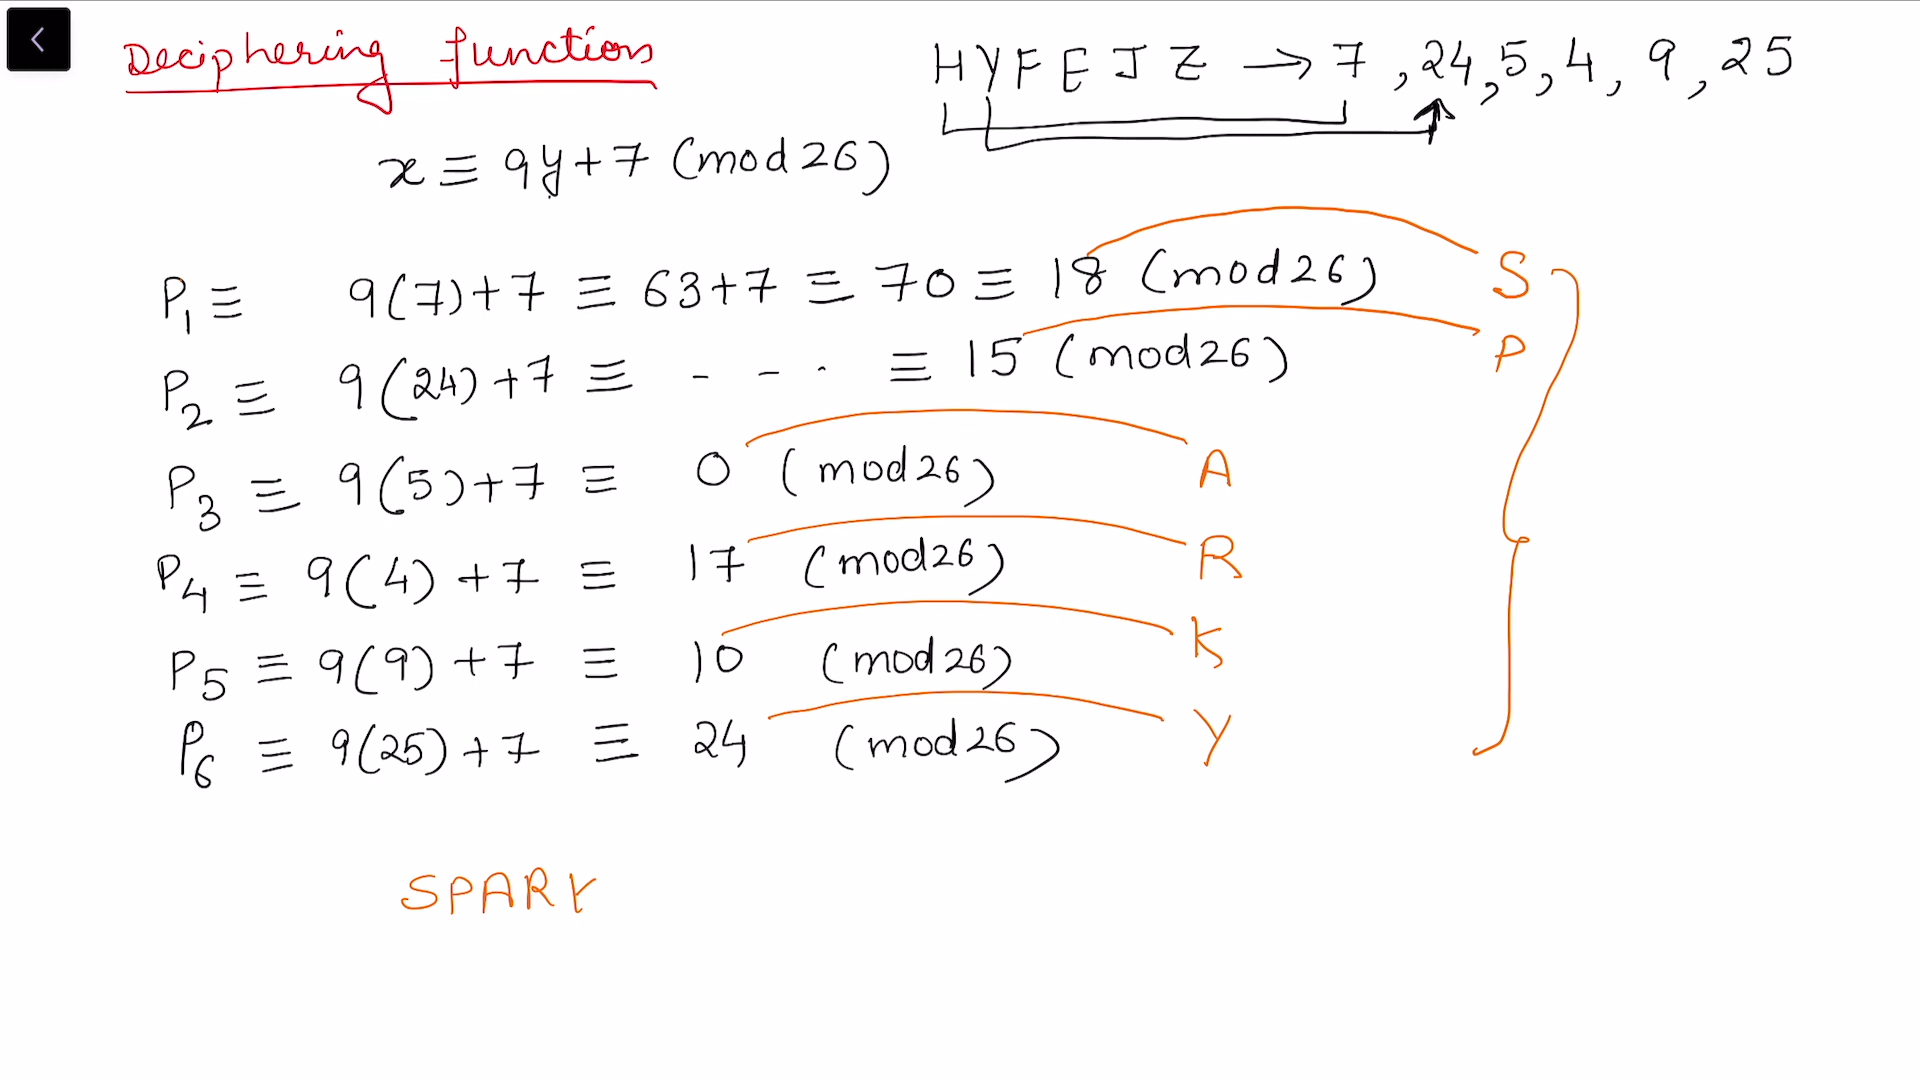 Deciphering function
HYFEJZ → 7, 24, 5, 4, 9, 25
x ≡ 9y + 7 (mod 26)
P₁ ≡ 9(7)+7 ≡ 63+7 ≡ 70 ≡ 18 (mod 26) S
P₂ ≡ 9(24)+7 ≡ - - . ≡ 15 (mod 26) P
P₃ ≡ 9(5)+7 ≡ 0 (mod 26) A
P₄ ≡ 9(4)+7 ≡ 17 (mod 26) R
P₅ ≡ 9(9)+7 ≡ 10 (mod 26) K
P₆ ≡ 9(25)+7 ≡ 24 (mod 26) Y
SPARY